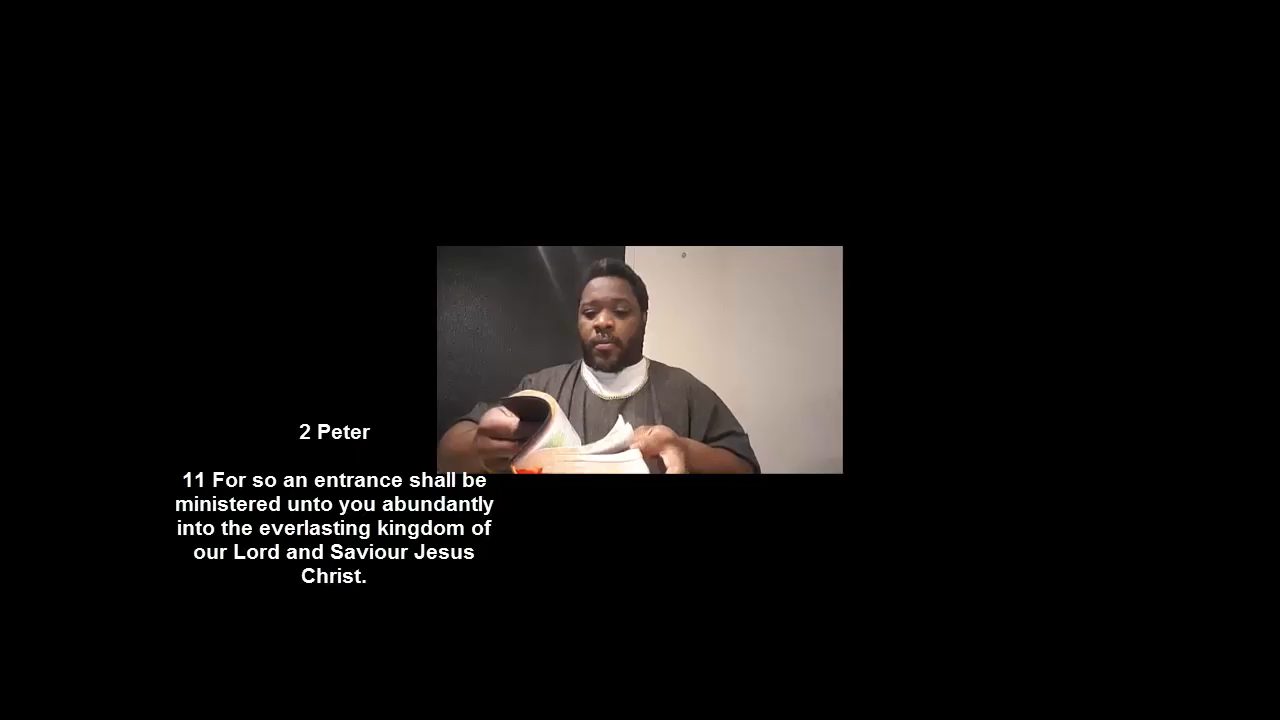 2 Peter
11 For so an entrance shall be
ministered unto you abundantly
into the everlasting kingdom of
our Lord and Saviour Jesus
Christ.